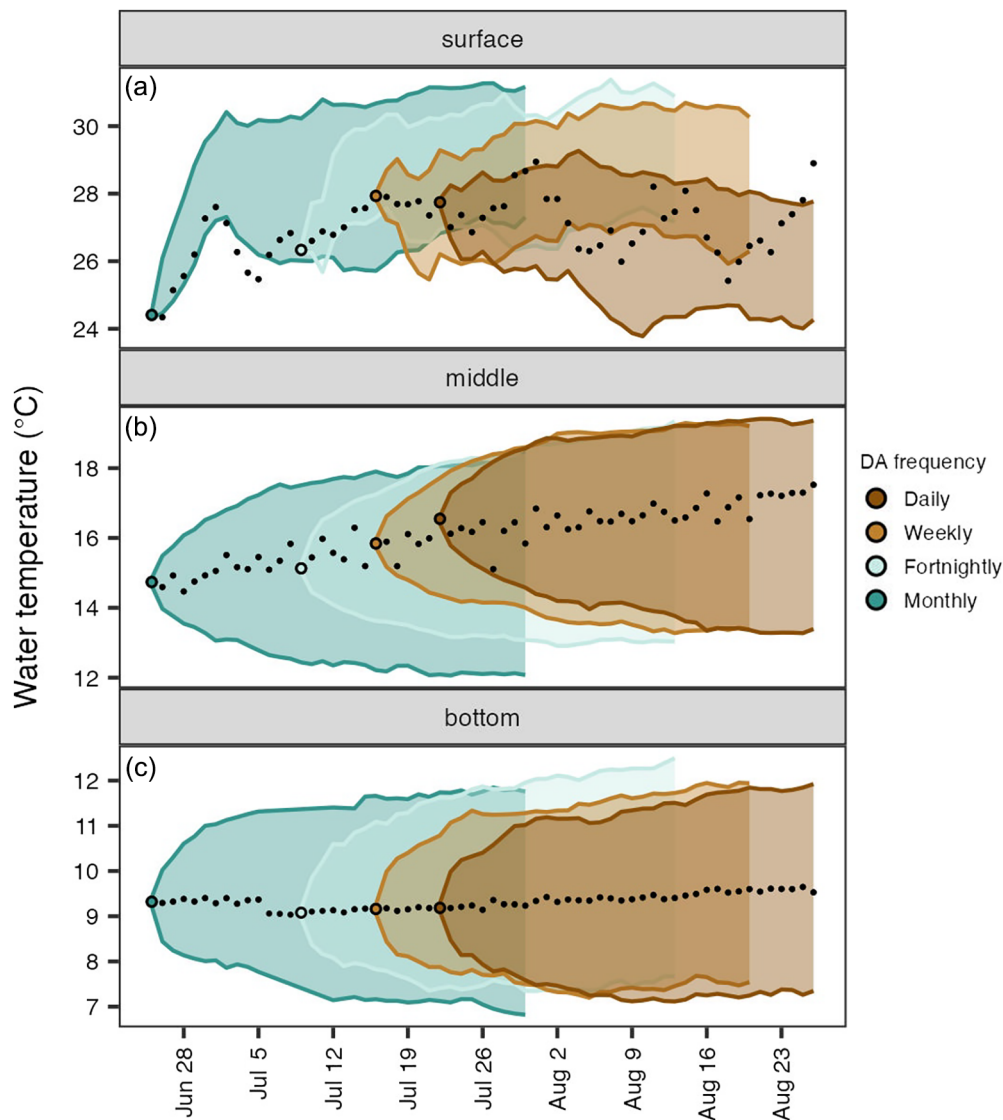 surface
(a)
30
28
26
24
middle
(b)
18
16
14
12
bottom
(c)
12
11
10
9
8
7
Water temperature (°C)
Jun 28
Jul 5
Jul 12
Jul 19
Jul 26
Aug 2
Aug 9
Aug 16
Aug 23
DA frequency
Daily
Weekly
Fortnightly
Monthly